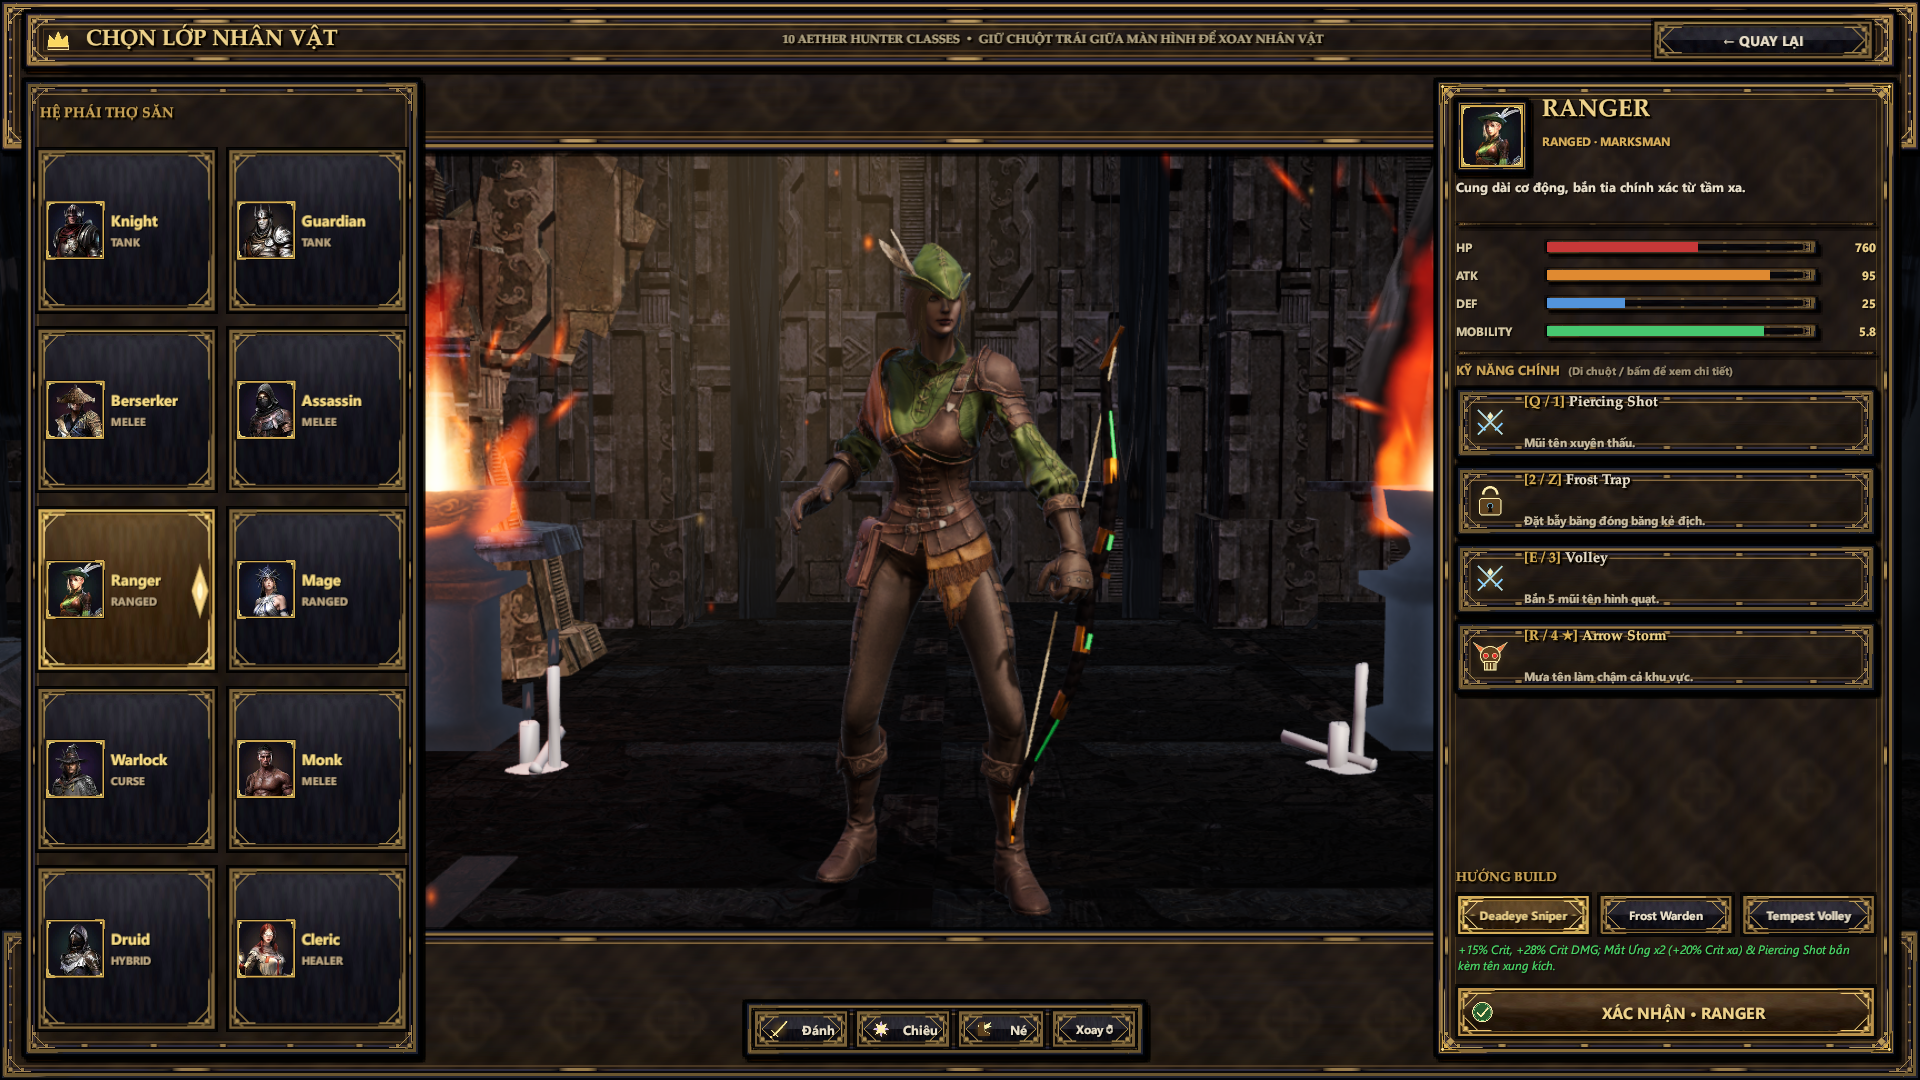 CHỌN LỚP NHÂN VẬT
10 AETHER HUNTER CLASSES • GIỮ CHUỘT TRÁI GIỮA MÀN HÌNH ĐỂ XOAY NHÂN VẬT
← QUAY LẠI
HỆ PHÁI THỢ SĂN
Knight
TANK
Guardian
TANK
Berserker
MELEE
Assassin
MELEE
Ranger
RANGED
Mage
RANGED
Warlock
CURSE
Monk
MELEE
Druid
HYBRID
Cleric
HEALER
Đánh
Chiêu
Né
Xoay
RANGER
RANGED · MARKSMAN
Cung dài cơ động, bắn tỉa chính xác từ tầm xa.
HP 760
ATK 95
DEF 25
MOBILITY 5.8
KỸ NĂNG CHÍNH (Di chuột / bấm để xem chi tiết)
[Q / 1] Piercing Shot
Mũi tên xuyên thấu.
[2 / Z] Frost Trap
Đặt bẫy băng đóng băng kẻ địch.
[E / 3] Volley
Bắn 5 mũi tên hình quạt.
[R / 4 ★] Arrow Storm
Mưa tên làm chậm cả khu vực.
HƯỚNG BUILD
Deadeye Sniper
Frost Warden
Tempest Volley
+15% Crit, +28% Crit DMG; Mắt Ưng x2 (+20% Crit xa) & Piercing Shot bắn
kèm tên xung kích.
XÁC NHẬN • RANGER